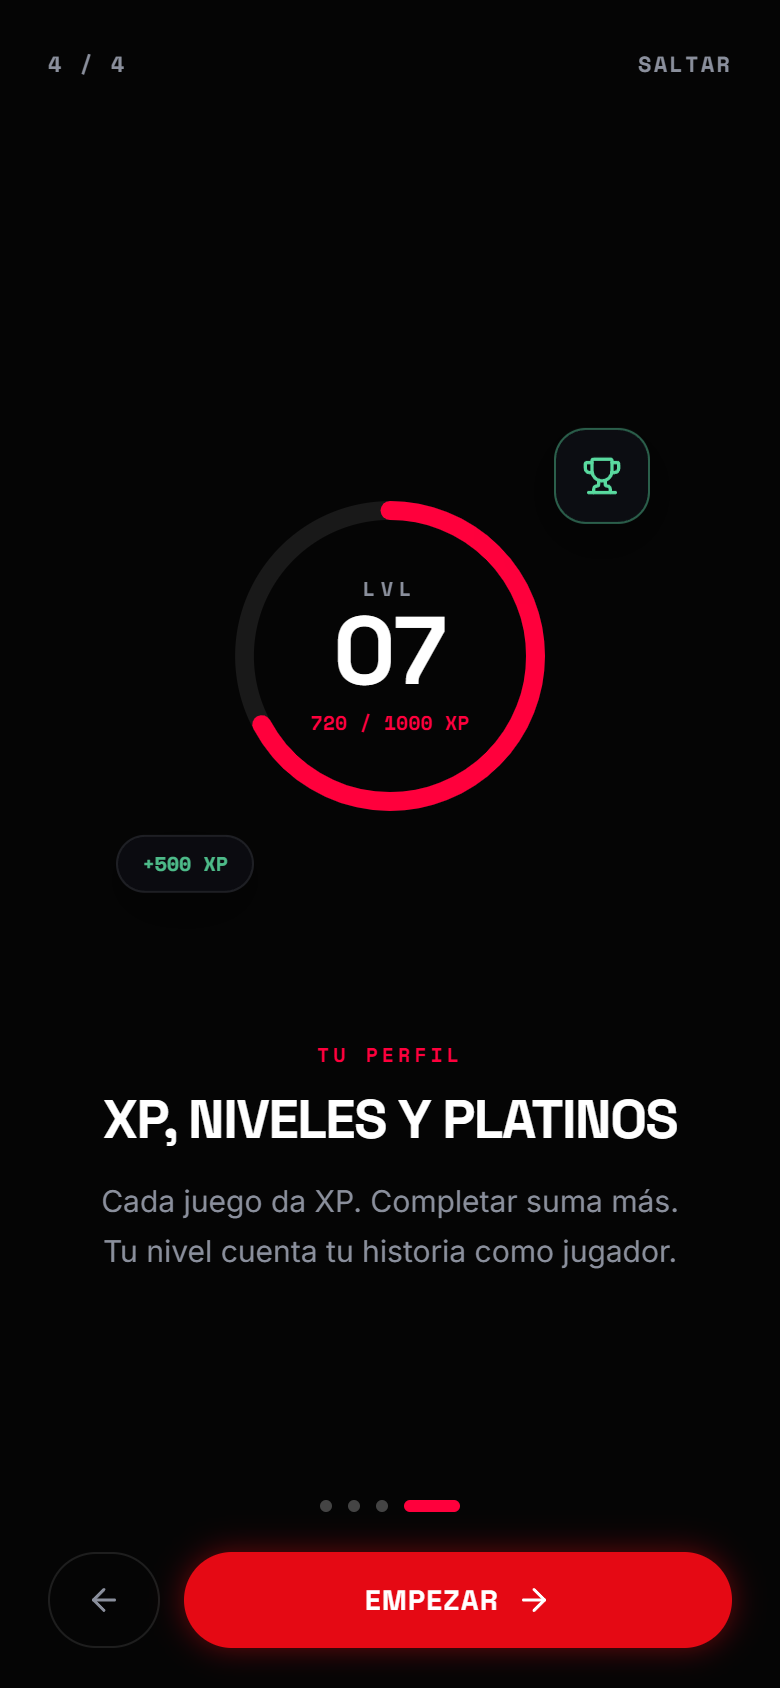 4 / 4
SALTAR
LVL
07
720 / 1000 XP
+500 XP
TU PERFIL
XP, NIVELES Y PLATINOS
Cada juego da XP. Completar suma más.
Tu nivel cuenta tu historia como jugador.
EMPEZAR